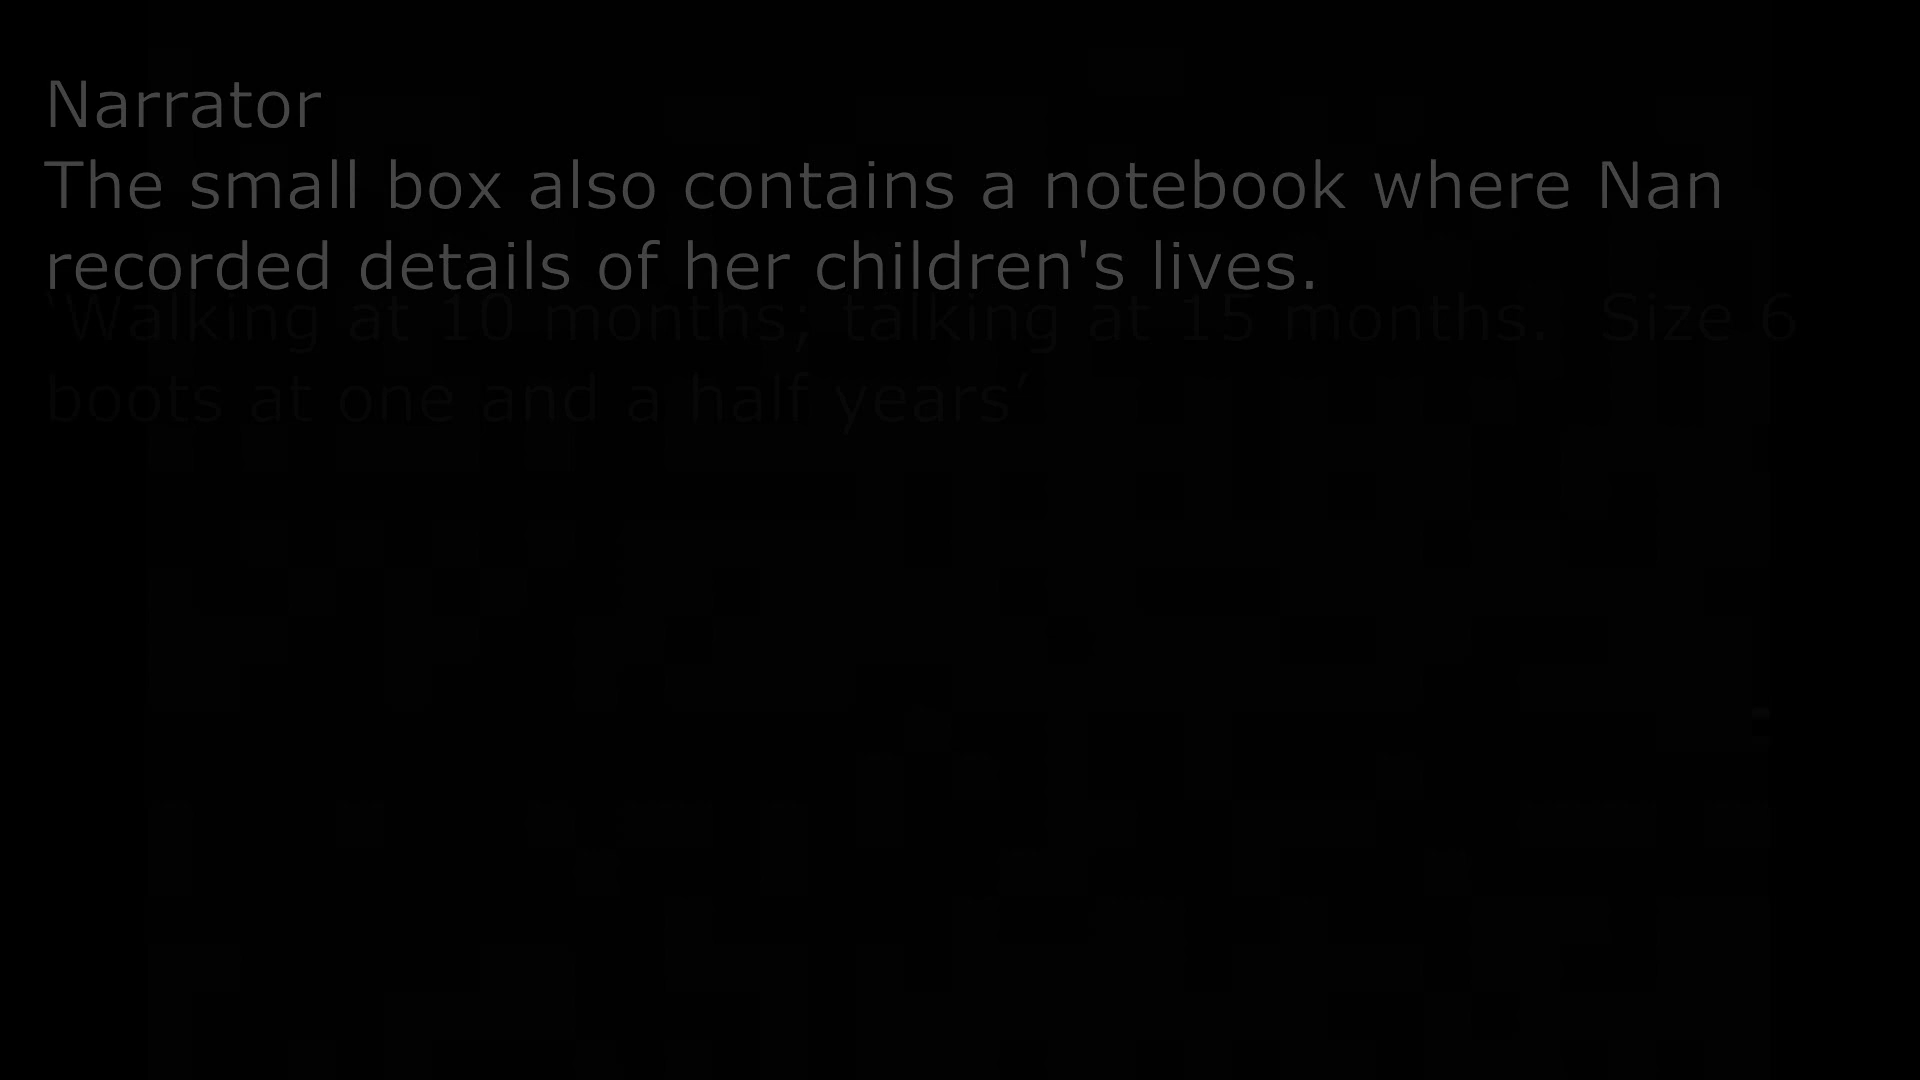 Narrator
The small box also contains a notebook where Nan
recorded details of her children's lives.
‘Walking at 10 months; talking at 15 months.  Size 6
boots at one and a half years’